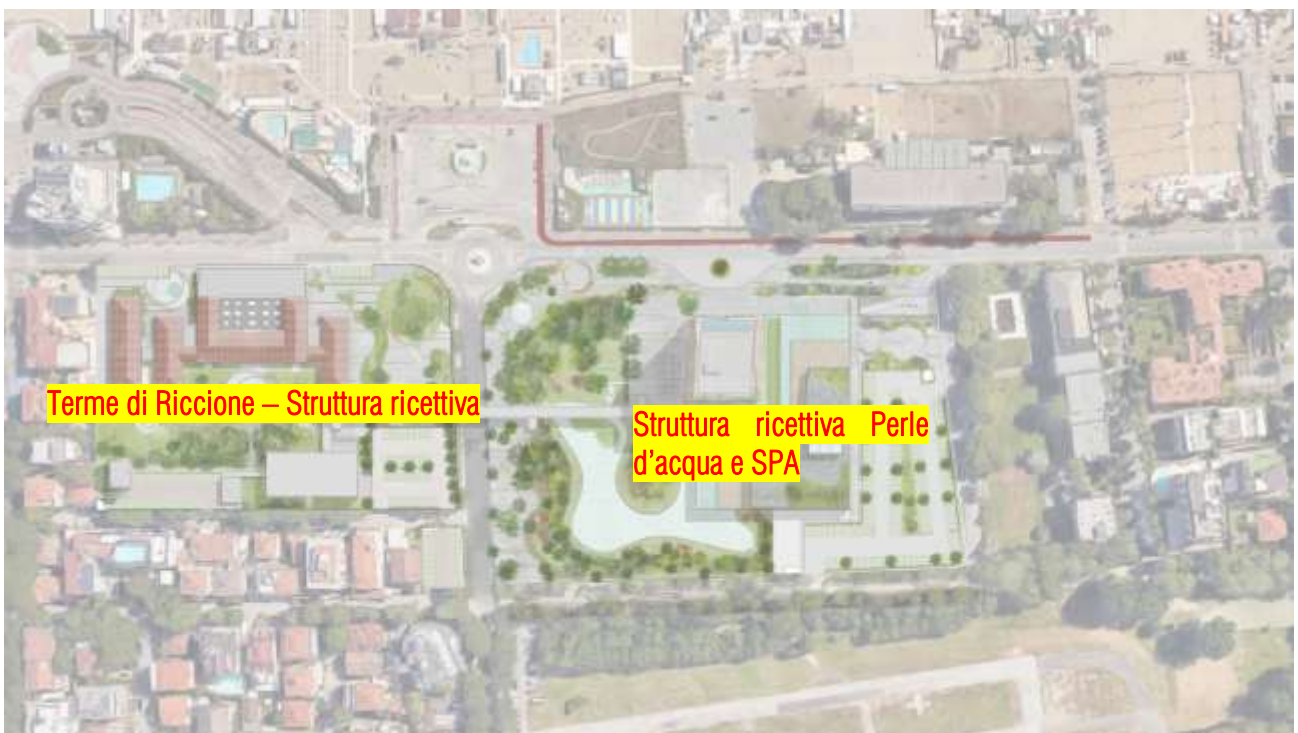 Terme di Riccione – Struttura ricettiva
Struttura ricettiva Perle
d’acqua e SPA